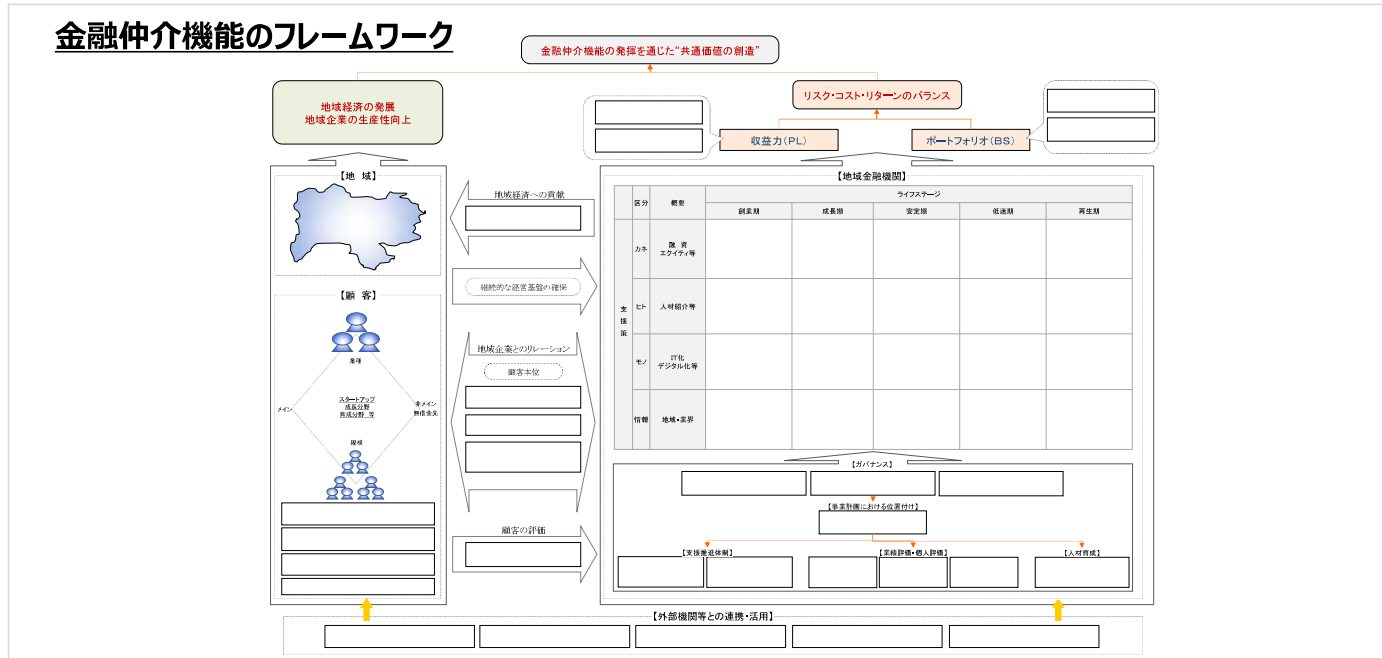 金融仲介機能のフレームワーク
金融仲介機能の発揮を通じた“共通価値の創造”
地域経済の発展
地域企業の生産性向上
リスク・コスト・リターンのバランス
収益力(PL)
ポートフォリオ(BS)
【地 域】
【顧 客】
業種
メイン
スタートアップ
成長分野
育成分野 等
非メイン
無借金先
規模
地域経済への貢献
継続的な経営基盤の確保
地域企業とのリレーション
顧客本位
顧客の評価
【地域金融機関】
区分
概要
ライフステージ
創業期
成長期
安定期
低迷期
再生期
支援策
カネ
融 資
エクイティ等
ヒト
人材紹介等
モノ
IT化
デジタル化等
情報
地域・業界
【ガバナンス】
【事業計画における位置付け】
【支援推進体制】
【業績評価・個人評価】
【人材育成】
【外部機関等との連携・活用】